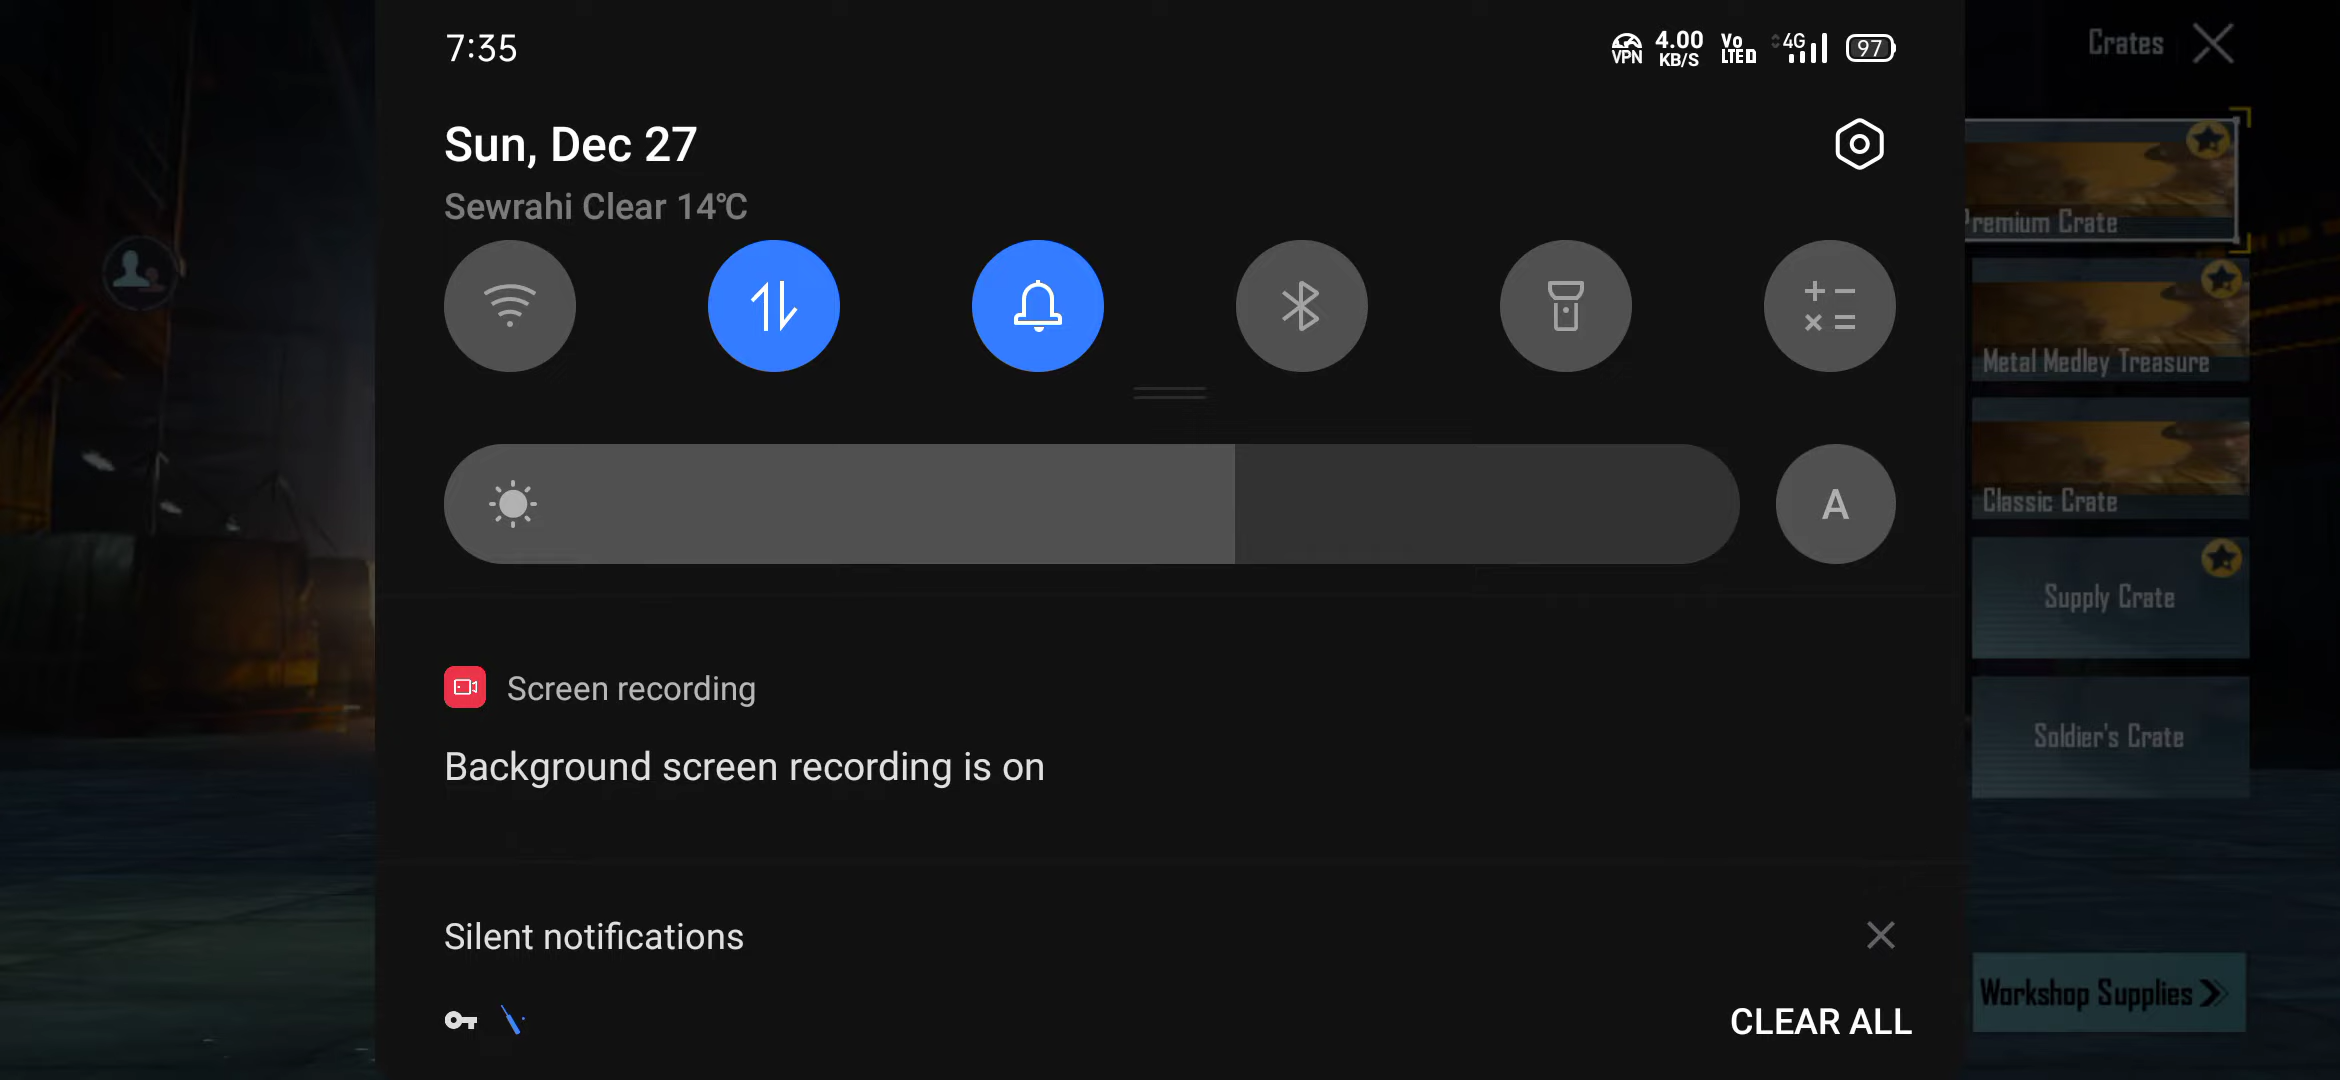 7:35
VPN
4.00
KB/S
Vo
LTE
4G
97
Crates
Sun, Dec 27
Sewrahi Clear 14°C
Premium Crate
Metal Medley Treasure
A
Classic Crate
Supply Crate
Screen recording
Soldier's Crate
Background screen recording is on
Silent notifications
Workshop Supplies
CLEAR ALL